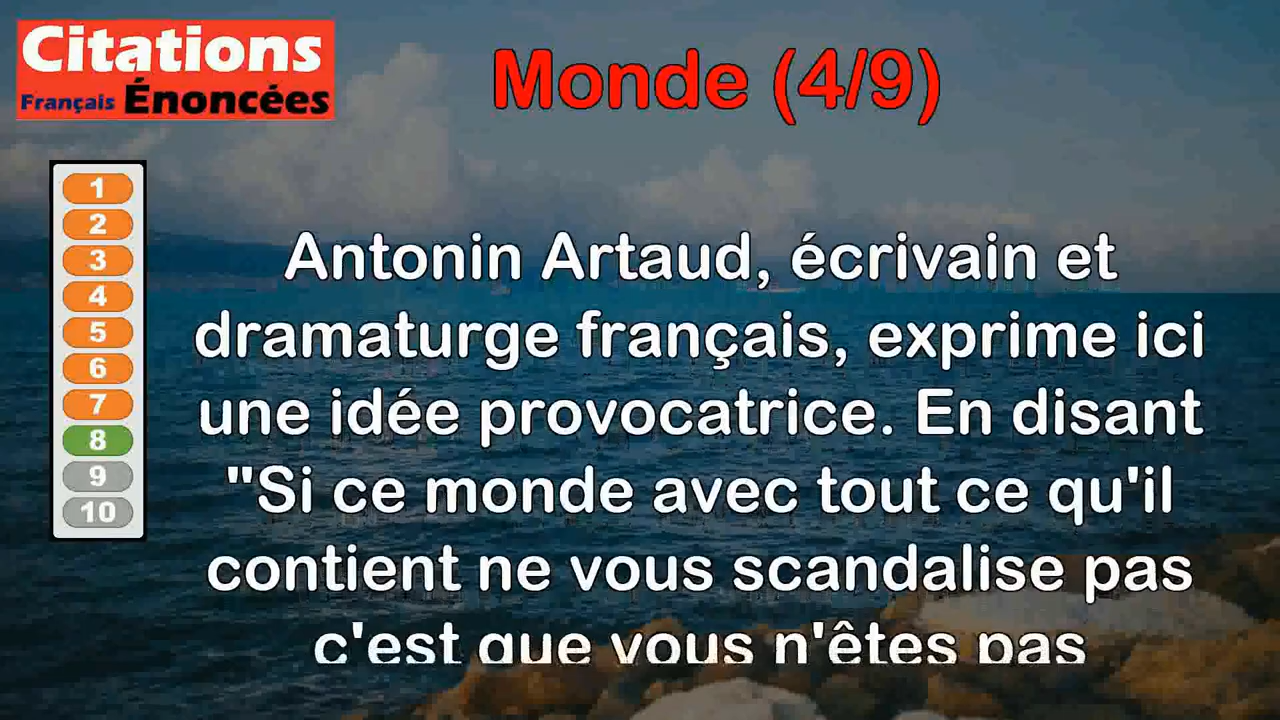 Citations
Français Énoncées
Monde (4/9)
1
2
3
4
5
6
7
8
9
10
Antonin Artaud, écrivain et
dramaturge français, exprime ici
une idée provocatrice. En disant
"Si ce monde avec tout ce qu'il
contient ne vous scandalise pas
c'est que vous n'êtes pas